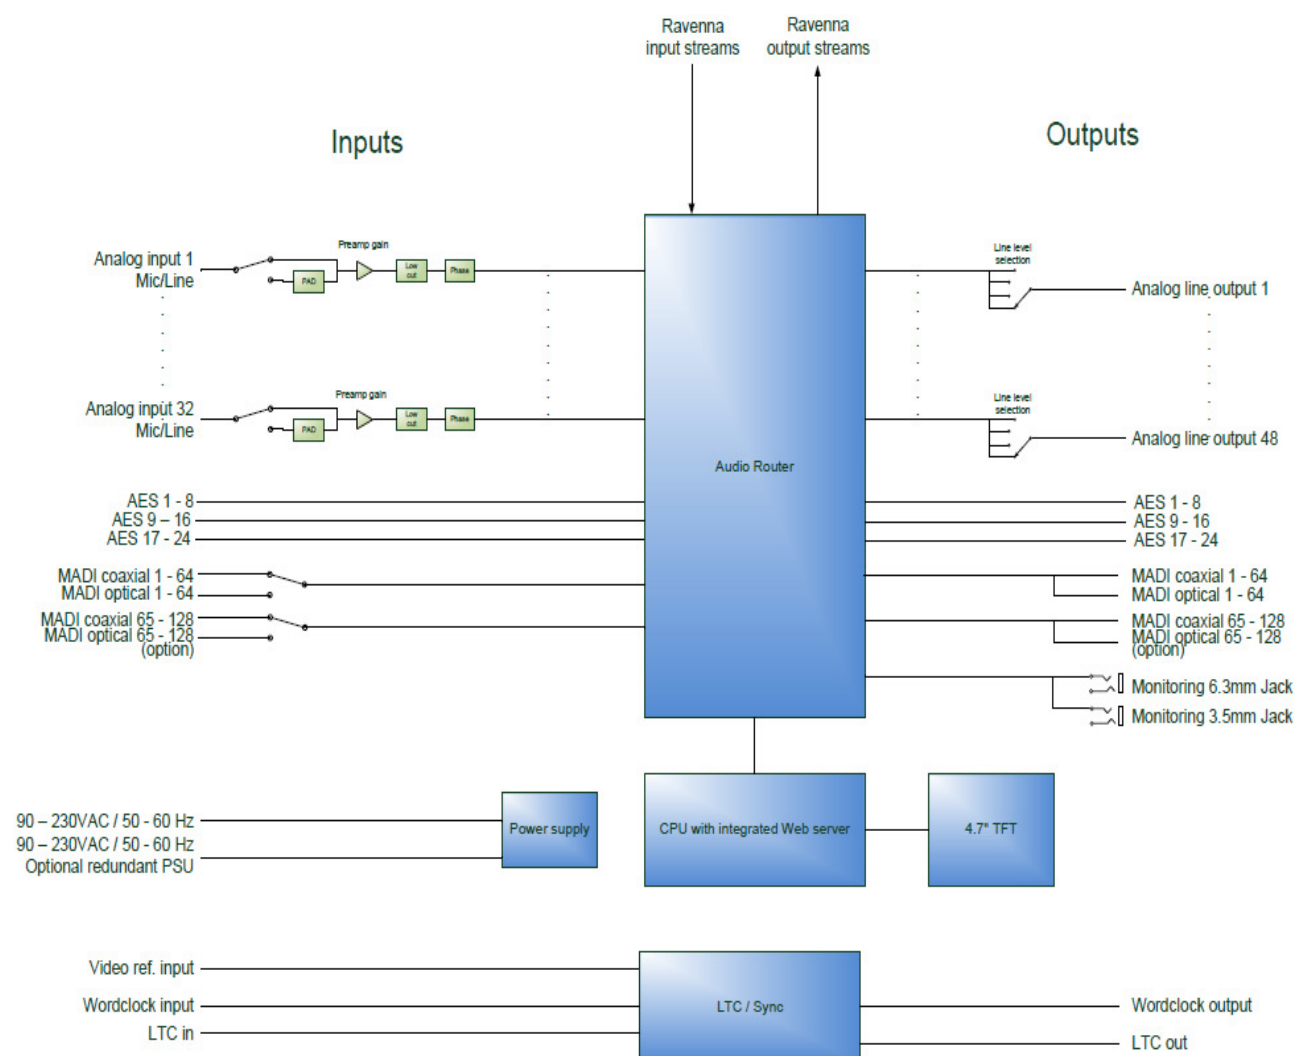 Ravenna
input streams
Ravenna
output streams
Inputs
Outputs
Analog input 1
Mic/Line
Preamp gain
PAD
Low
cut
Phase
Line level
selection
Analog line output 1
Analog input 32
Mic/Line
Preamp gain
PAD
Low
cut
Phase
Line level
selection
Analog line output 48
Audio Router
AES 1 - 8
AES 9 – 16
AES 17 - 24
AES 1 - 8
AES 9 - 16
AES 17 - 24
MADI coaxial 1 - 64
MADI optical 1 - 64
MADI coaxial 65 - 128
MADI optical 65 - 128
(option)
MADI coaxial 1 - 64
MADI optical 1 - 64
MADI coaxial 65 - 128
MADI optical 65 - 128
(option)
Monitoring 6.3mm Jack
Monitoring 3.5mm Jack
90 – 230VAC / 50 - 60 Hz
90 – 230VAC / 50 - 60 Hz
Optional redundant PSU
Power supply
CPU with integrated Web server
4.7" TFT
Video ref. input
Wordclock input
LTC in
LTC / Sync
Wordclock output
LTC out